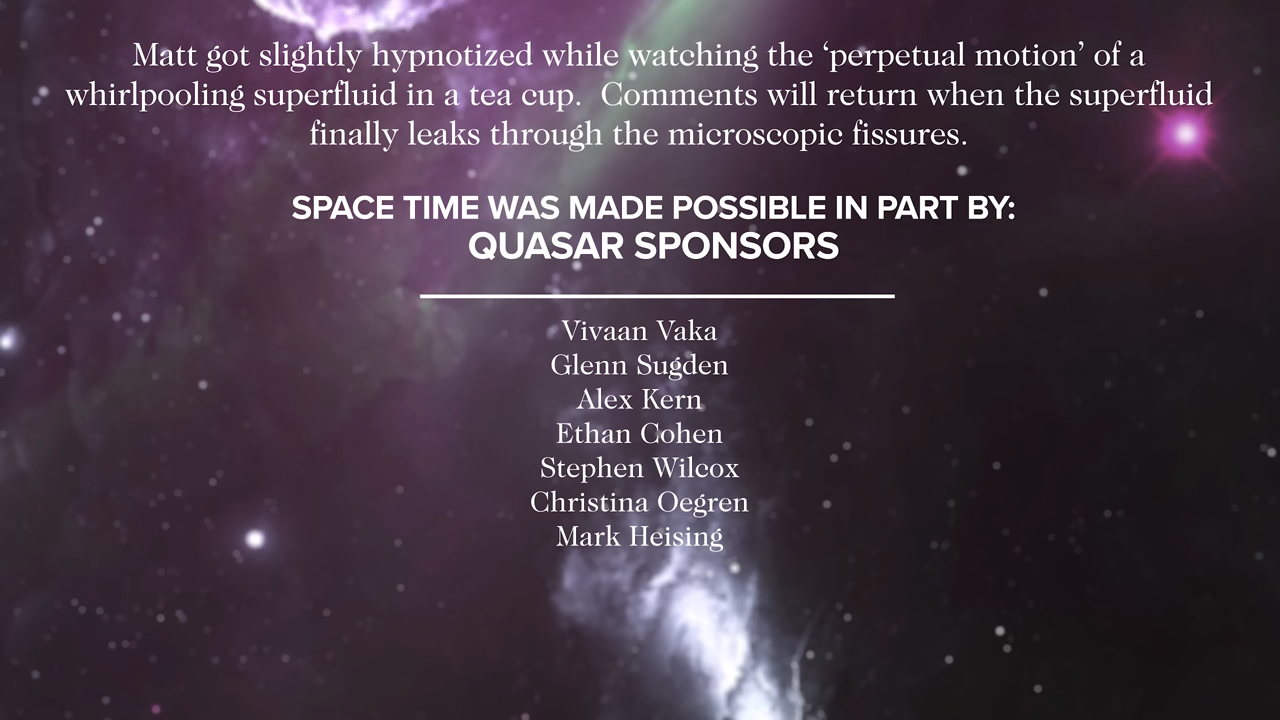 Matt got slightly hypnotized while watching the ‘perpetual motion’ of a
whirlpooling superfluid in a tea cup.  Comments will return when the superfluid
finally leaks through the microscopic fissures.
SPACE TIME WAS MADE POSSIBLE IN PART BY:
QUASAR SPONSORS
Vivaan Vaka
Glenn Sugden
Alex Kern
Ethan Cohen
Stephen Wilcox
Christina Oegren
Mark Heising